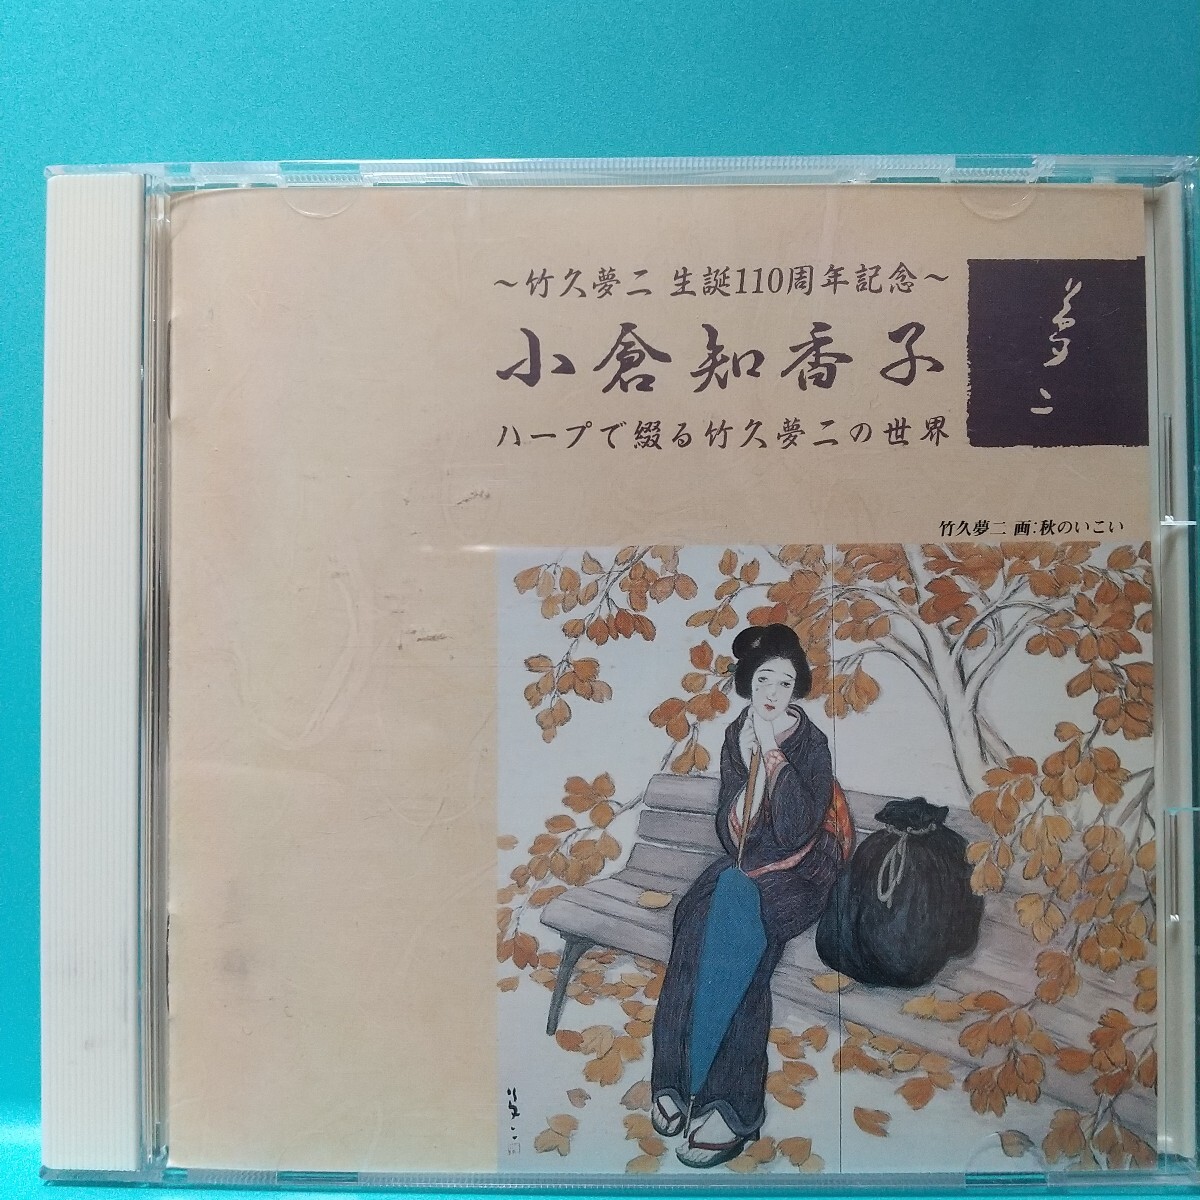 ～竹久夢二 生誕110周年記念～
小倉知香子
ハープで綴る竹久夢二の世界
夢二
竹久夢二 画:秋のいこい
夢二